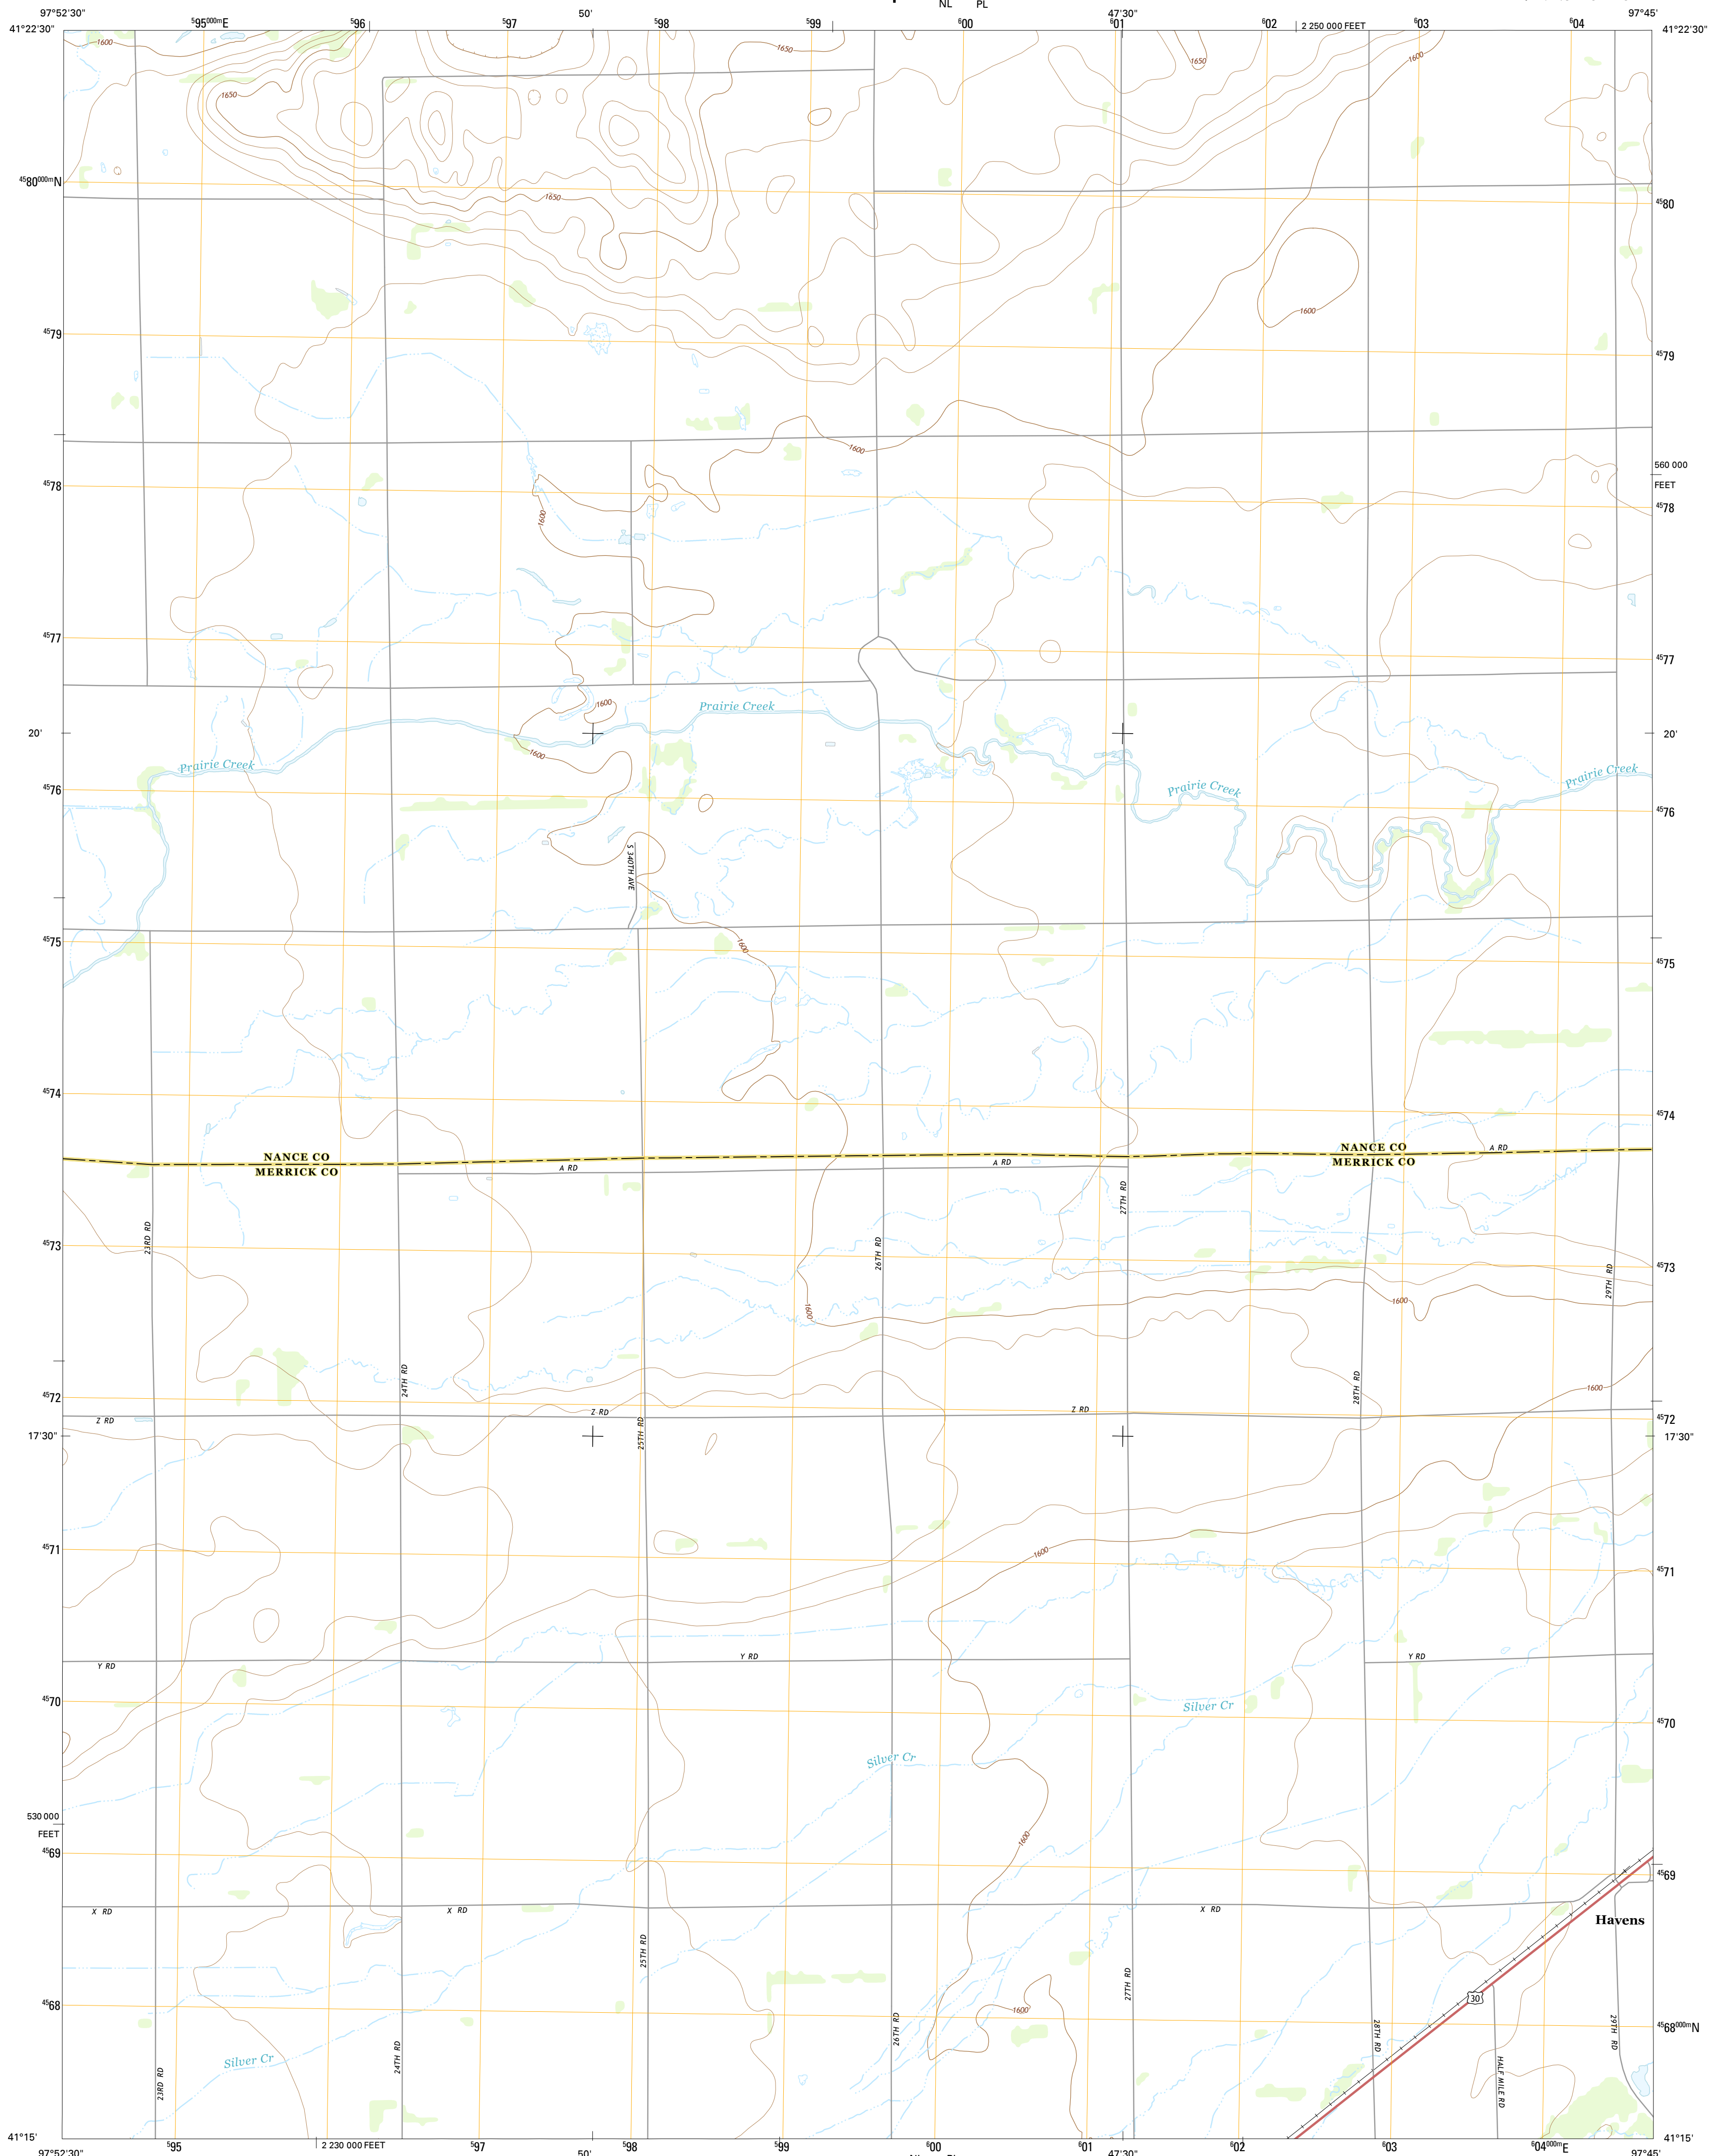 NL PL
97°52'30" ⁵95⁰⁰⁰ᵐE ⁵96 ⁵97 50' ⁵98 ⁵99 ⁶00 47'30" ⁶01 ⁶02 2 250 000 FEET ⁶03 ⁶04 97°45'
41°22'30" 41°22'30"
1600 1650 1650 1600
1650
⁴⁵80⁰⁰⁰ᵐN 1650 ⁴⁵80
1600
⁴⁵79 ⁴⁵79
1600
560 000
FEET
⁴⁵78 ⁴⁵78
1600
⁴⁵77 ⁴⁵77
1600 Prairie Creek
20' 20'
1600
Prairie Creek Prairie Creek Prairie Creek
⁴⁵76 ⁴⁵76
S 340TH AVE
⁴⁵75 1600 ⁴⁵75
⁴⁵74 ⁴⁵74
NANCE CO NANCE CO A RD
MERRICK CO A RD A RD MERRICK CO
27TH RD
23RD RD
26TH RD
⁴⁵73 ⁴⁵73
29TH RD
1600 1600
24TH RD 28TH RD 1600
⁴⁵72 ⁴⁵72
Z RD Z RD Z RD
25TH RD
17'30" 17'30"
⁴⁵71 1600 ⁴⁵71
Y RD Y RD Y RD
⁴⁵70 Silver Cr ⁴⁵70
Silver Cr
530 000
FEET
1600
⁴⁵69 ⁴⁵69
X RD X RD X RD
Havens
25TH RD
27TH RD
30
⁴⁵68 1600 ⁴⁵68⁰⁰⁰ᵐN
26TH RD 28TH RD 29TH RD
Silver Cr
24TH RD
23RD RD HALF MILE RD
41°15' 41°15'
97°52'30" ⁵95 2 230 000 FEET ⁵97 50' ⁵98 ⁵99 ⁶00 ⁶01 47'30" ⁶02 ⁶03 ⁶04⁰⁰⁰ᵐE 97°45'